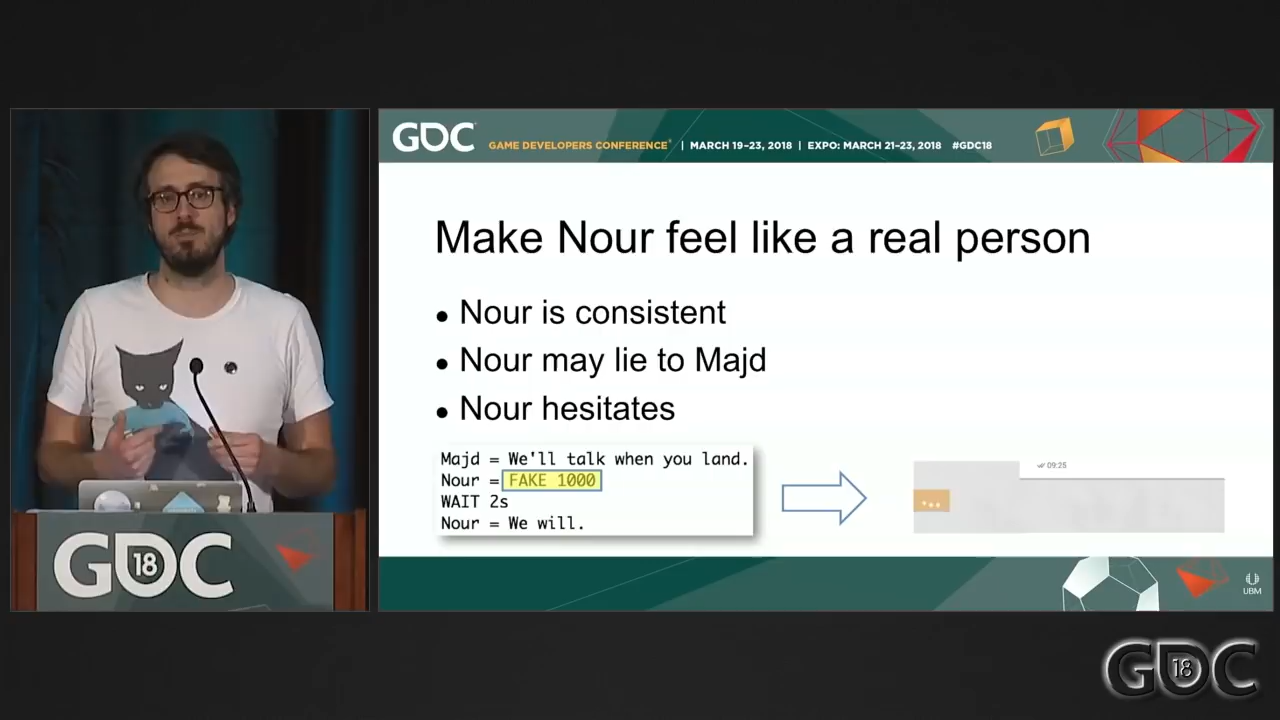 GDC
GAME DEVELOPERS CONFERENCE® | MARCH 19–23, 2018 | EXPO: MARCH 21–23, 2018 #GDC18
Make Nour feel like a real person
• Nour is consistent
• Nour may lie to Majd
• Nour hesitates
Majd = We'll talk when you land.
Nour = FAKE 1000
WAIT 2s
Nour = We will.
09:25
GDC
18
UBM
GDC
18